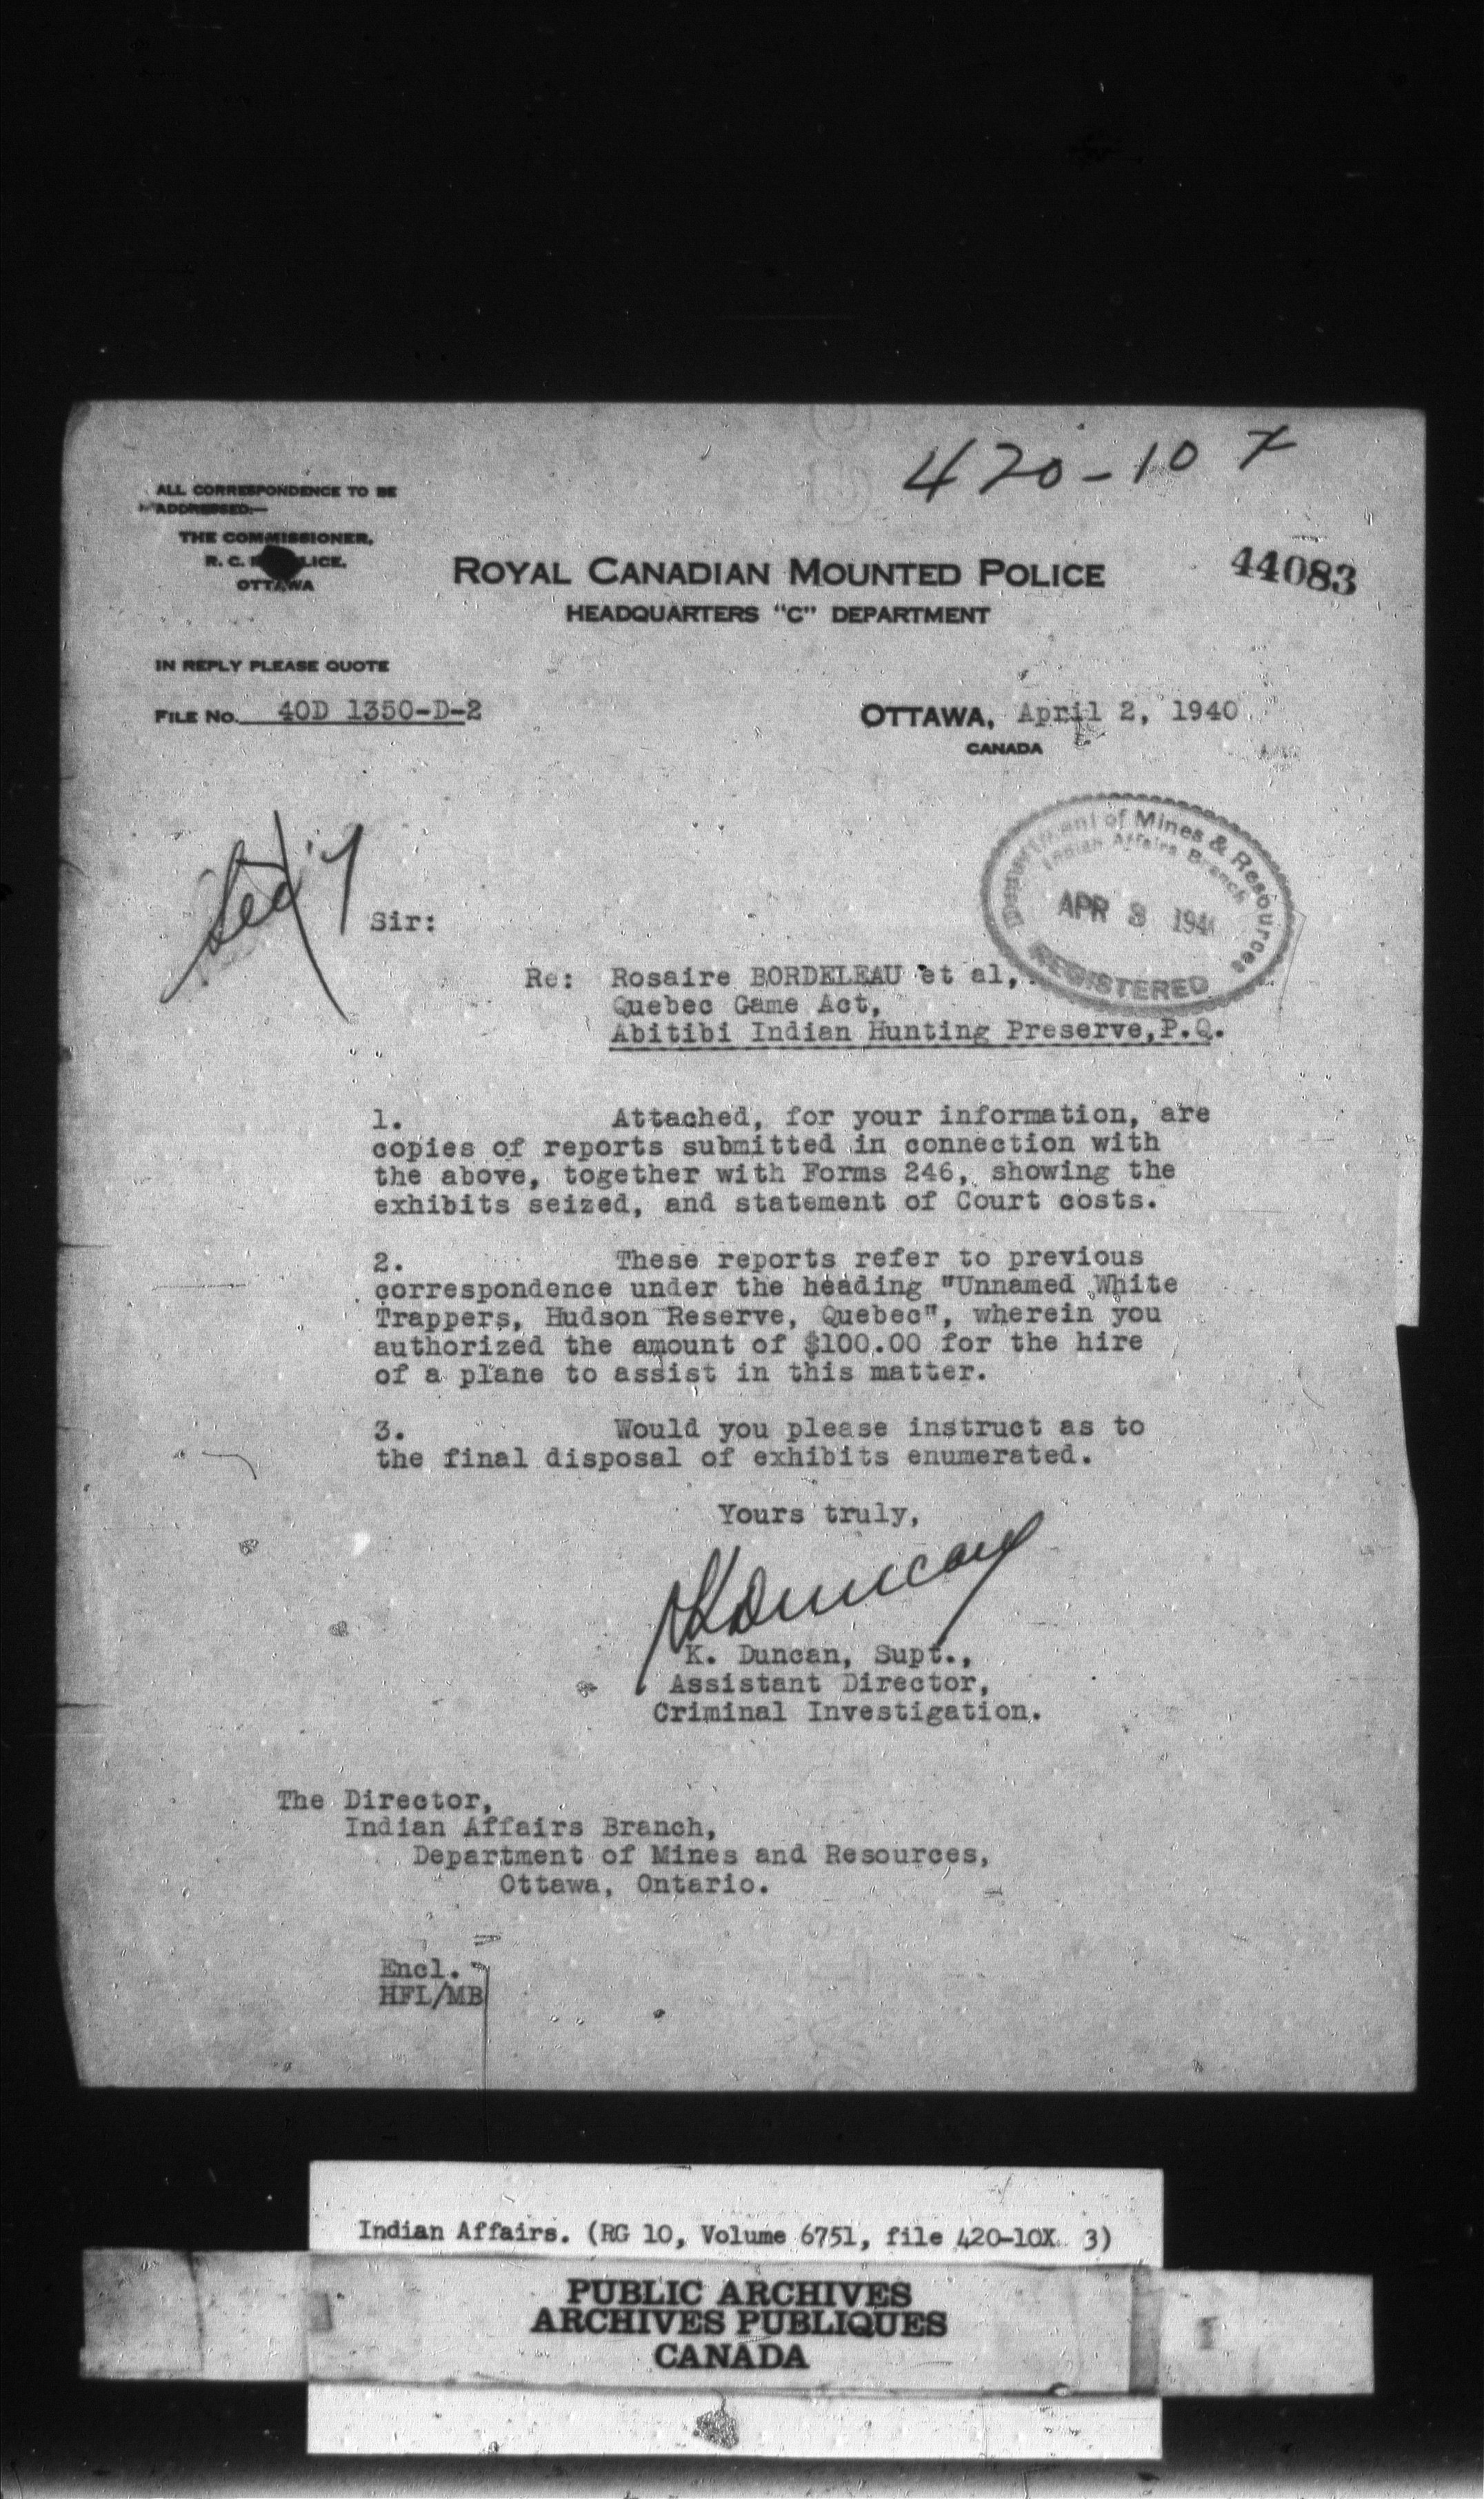 420-10 X
ALL CORRESPONDENCE TO BE
ADDRESSED:—
THE COMMISSIONER,
R. C.
OTTAWA
ROYAL CANADIAN MOUNTED POLICE
44083
HEADQUARTERS "C" DEPARTMENT
IN REPLY PLEASE QUOTE
FILE No. 40D 1350-D-2
OTTAWA, April 2, 1940
CANADA
Department of Mines & Resources
Indian Affairs Branch
APR 3
REGISTERED
Sir:
Re: Rosaire BORDELEAU et al,
Quebec Game Act,
Abitibi Indian Hunting Preserve,P.Q.
1. Attached, for your information, are
copies of reports submitted in connection with
the above, together with Forms 246, showing the
exhibits seized, and statement of Court costs.
2. These reports refer to previous
correspondence under the heading "Unnamed White
Trappers, Hudson Reserve, Quebec", wherein you
authorized the amount of $100.00 for the hire
of a plane to assist in this matter.
3. Would you please instruct as to
the final disposal of exhibits enumerated.
Yours truly,
KDuncan
K. Duncan, Supt.,
Assistant Director,
Criminal Investigation.
The Director,
Indian Affairs Branch,
Department of Mines and Resources,
Ottawa, Ontario.
Encl.
HFL/MB
Indian Affairs. (RG 10, Volume 6751, file 420-10X 3)
PUBLIC ARCHIVES
ARCHIVES PUBLIQUES
CANADA